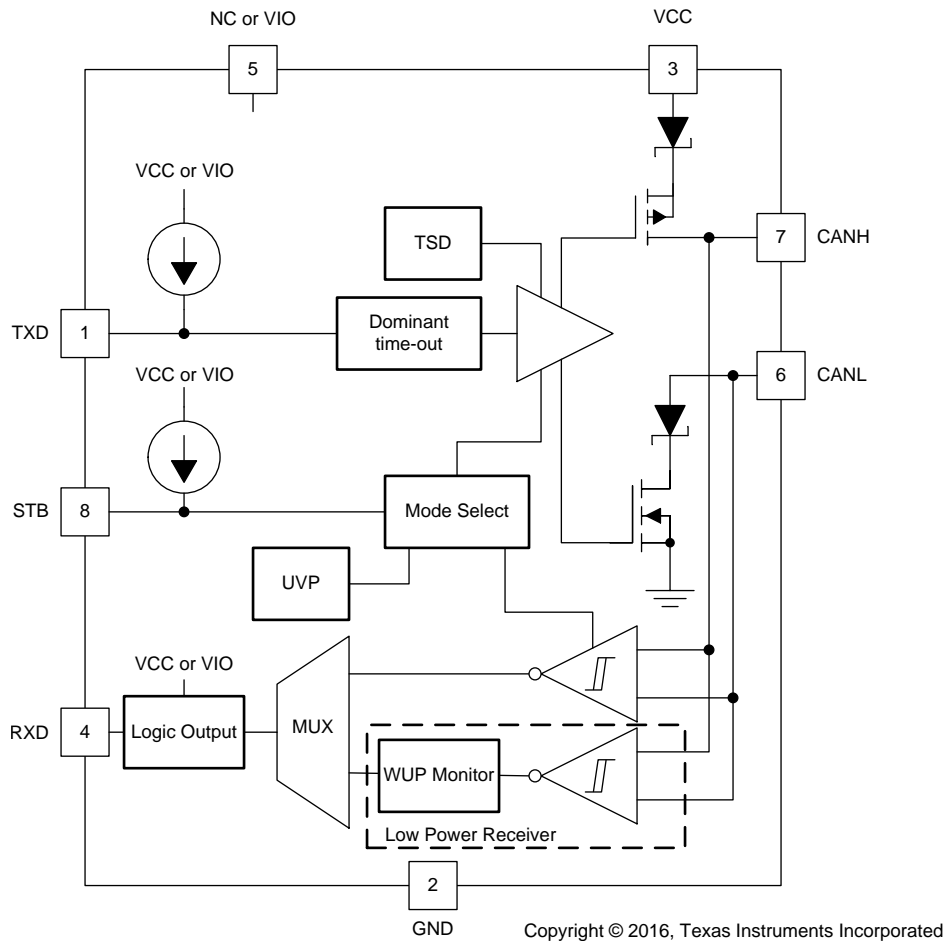 NC or VIO
VCC
5
3
VCC or VIO
TSD
7
CANH
TXD
1
Dominant
time-out
VCC or VIO
6
CANL
STB
8
Mode Select
UVP
VCC or VIO
RXD
4
Logic Output
MUX
WUP Monitor
Low Power Receiver
2
GND
Copyright © 2016, Texas Instruments Incorporated